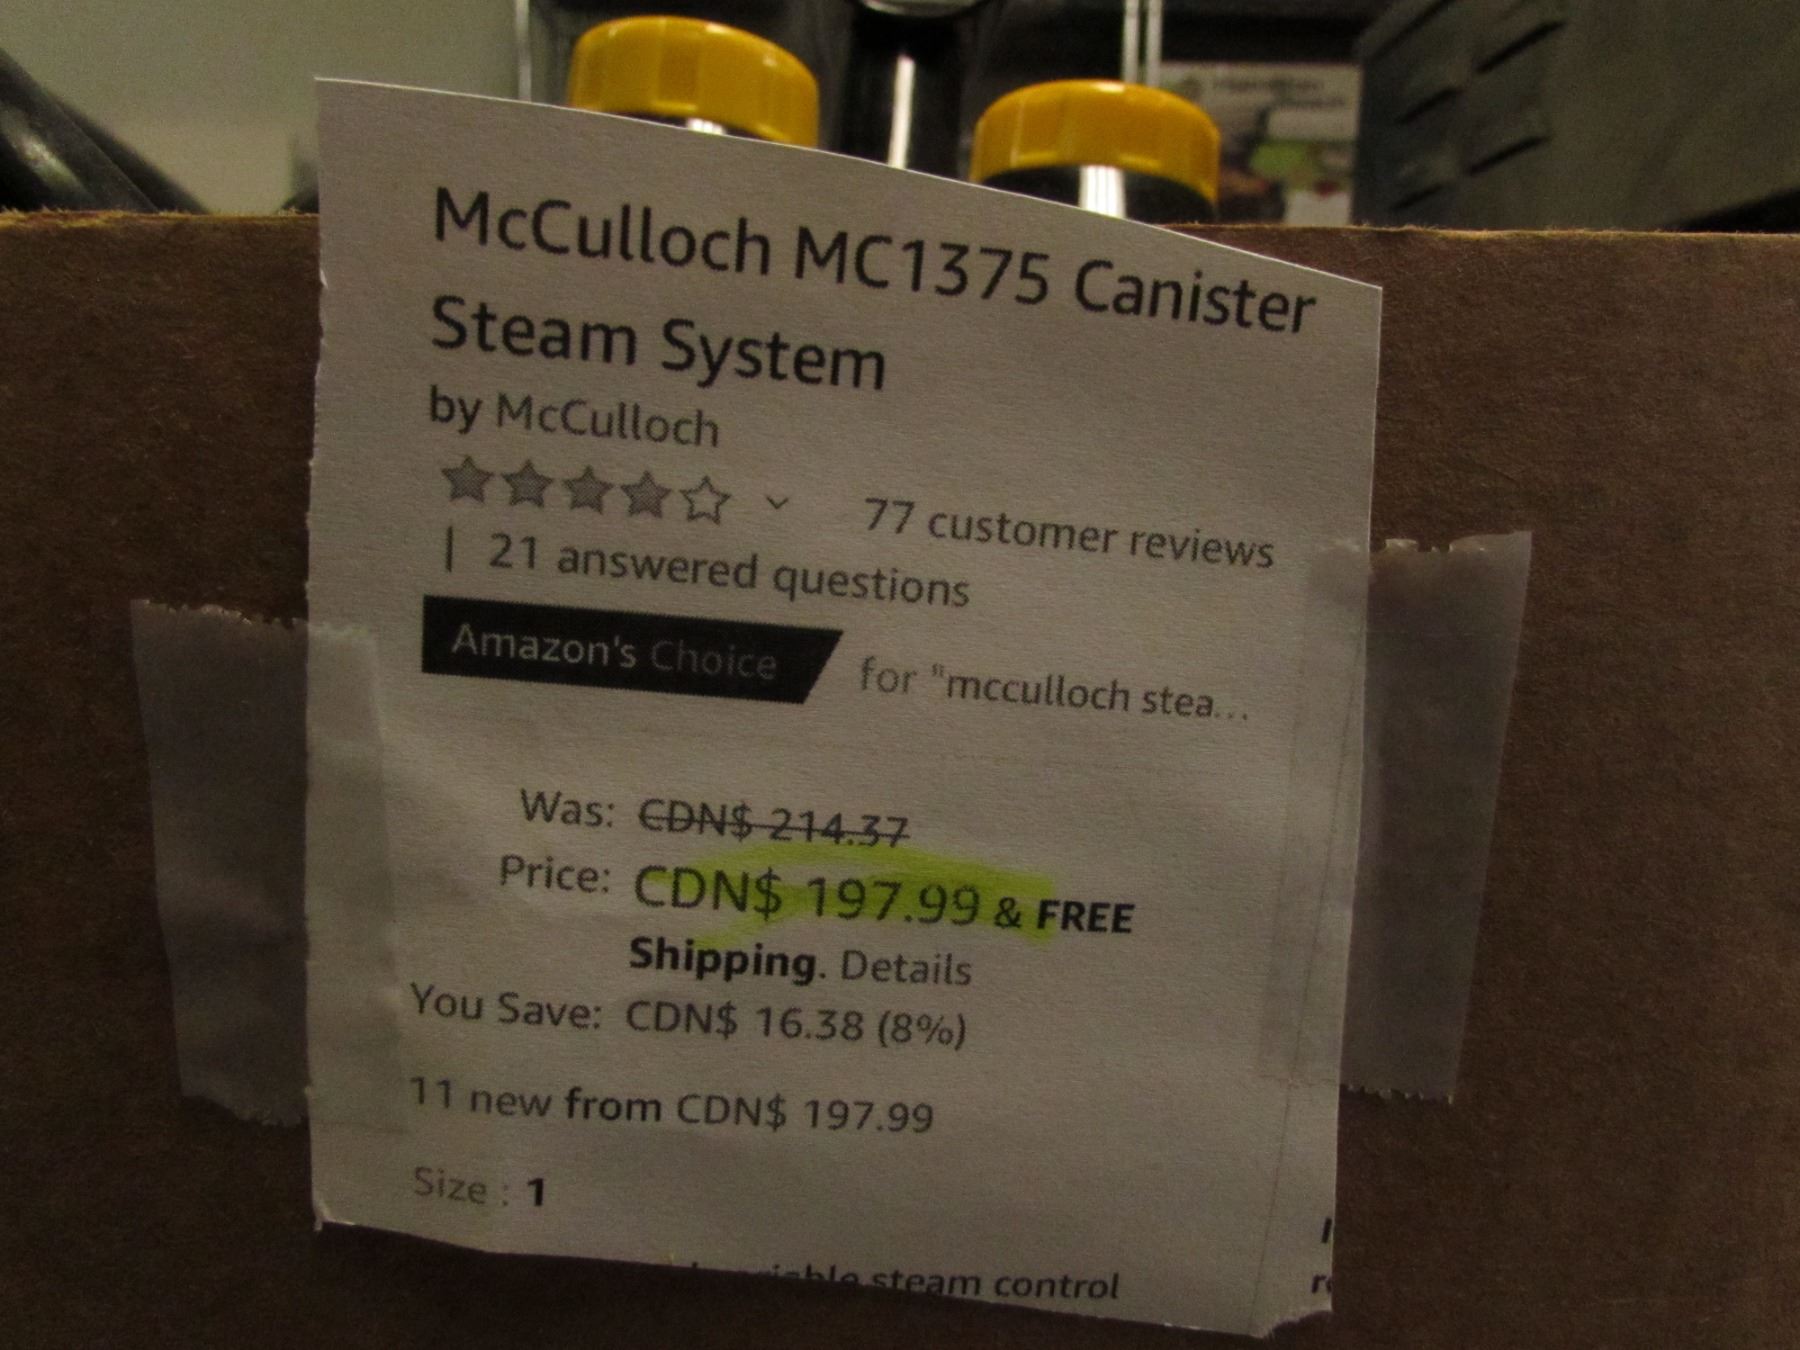 McCulloch MC1375 Canister
Steam System
by McCulloch
77 customer reviews
| 21 answered questions
Amazon's Choice for "mcculloch stea...
Was: CDN$ 214.37
Price: CDN$ 197.99 & FREE
Shipping. Details
You Save: CDN$ 16.38 (8%)
11 new from CDN$ 197.99
Size : 1
steam control